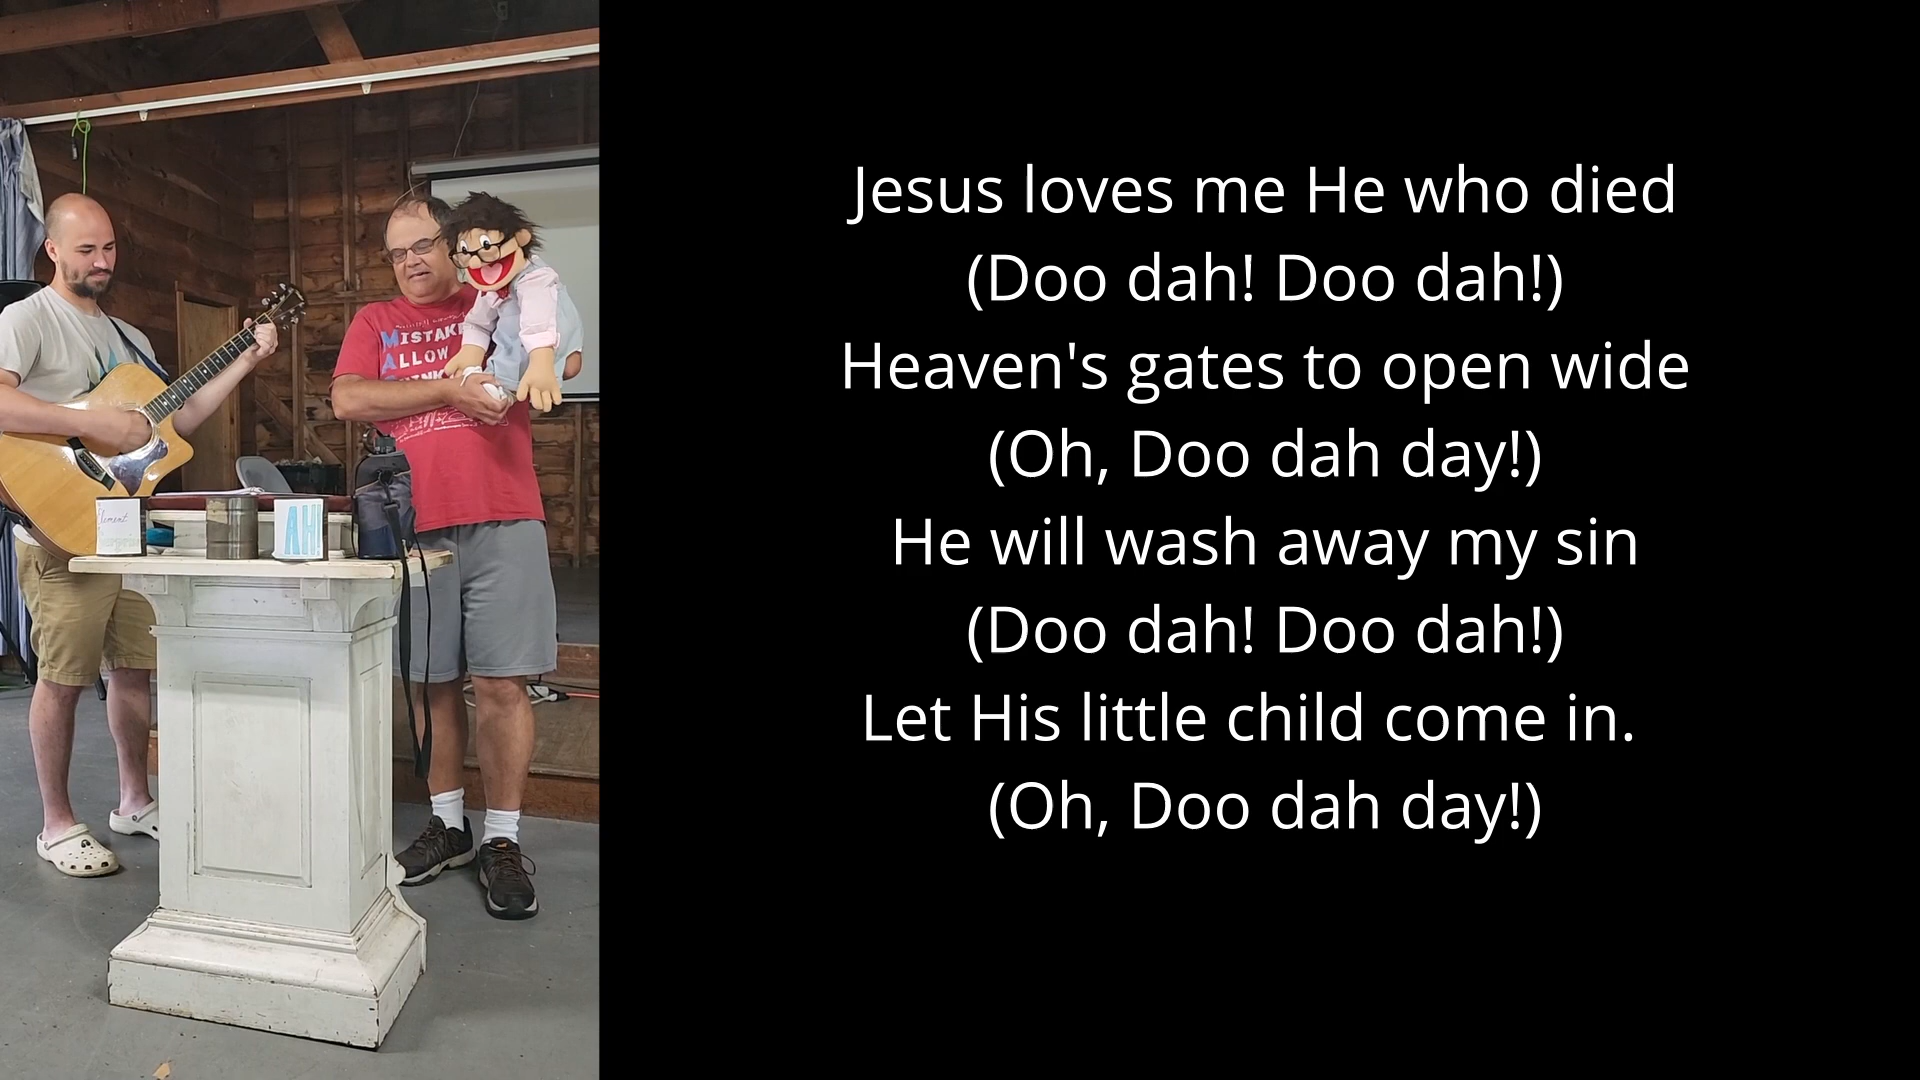 MISTAKE
ALLOW
Element
AH!
Jesus loves me He who died
(Doo dah! Doo dah!)
Heaven's gates to open wide
(Oh, Doo dah day!)
He will wash away my sin
(Doo dah! Doo dah!)
Let His little child come in.
(Oh, Doo dah day!)